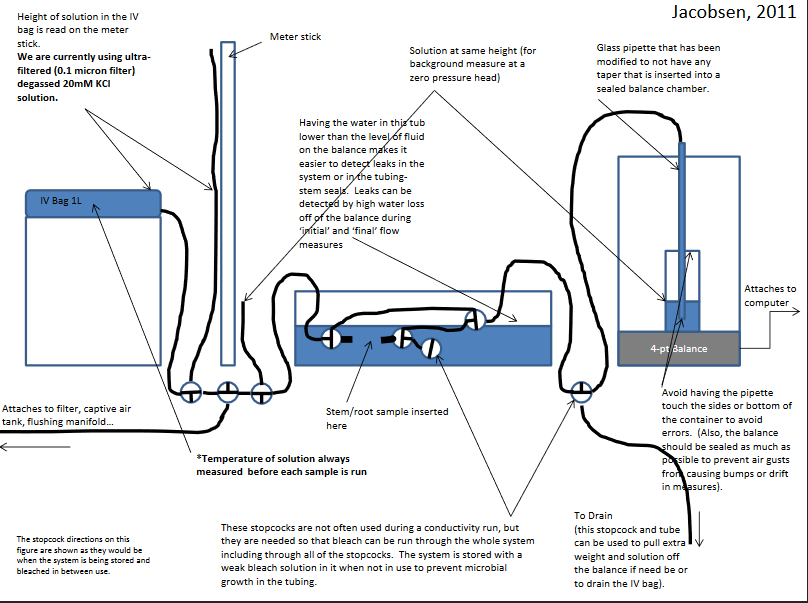 Jacobsen, 2011
Height of solution in the IV
bag is read on the meter
stick.
We are currently using ultra-
filtered (0.1 micron filter)
degassed 20mM KCl
solution.
Meter stick
Solution at same height (for
background measure at a
zero pressure head)
Glass pipette that has been
modified to not have any
taper that is inserted into a
sealed balance chamber.
Having the water in this tub
lower than the level of fluid
on the balance makes it
easier to detect leaks in the
system or in the tubing-
stem seals. Leaks can be
detected by high water loss
off of the balance during
‘initial’ and ‘final’ flow
measures
IV Bag 1L
Attaches to
computer
4-pt Balance
Attaches to filter, captive air
tank, flushing manifold…
Stem/root sample inserted
here
Avoid having the pipette
touch the sides or bottom of
the container to avoid
errors. (Also, the balance
should be sealed as much as
possible to prevent air gusts
from causing bumps or drift
in measures).
*Temperature of solution always
measured before each sample is run
The stopcock directions on this
figure are shown as they would be
when the system is being stored and
bleached in between use.
These stopcocks are not often used during a conductivity run, but
they are needed so that bleach can be run through the whole system
including through all of the stopcocks. The system is stored with a
weak bleach solution in it when not in use to prevent microbial
growth in the tubing.
To Drain
(this stopcock and tube
can be used to pull extra
weight and solution off
the balance if need be or
to drain the IV bag).